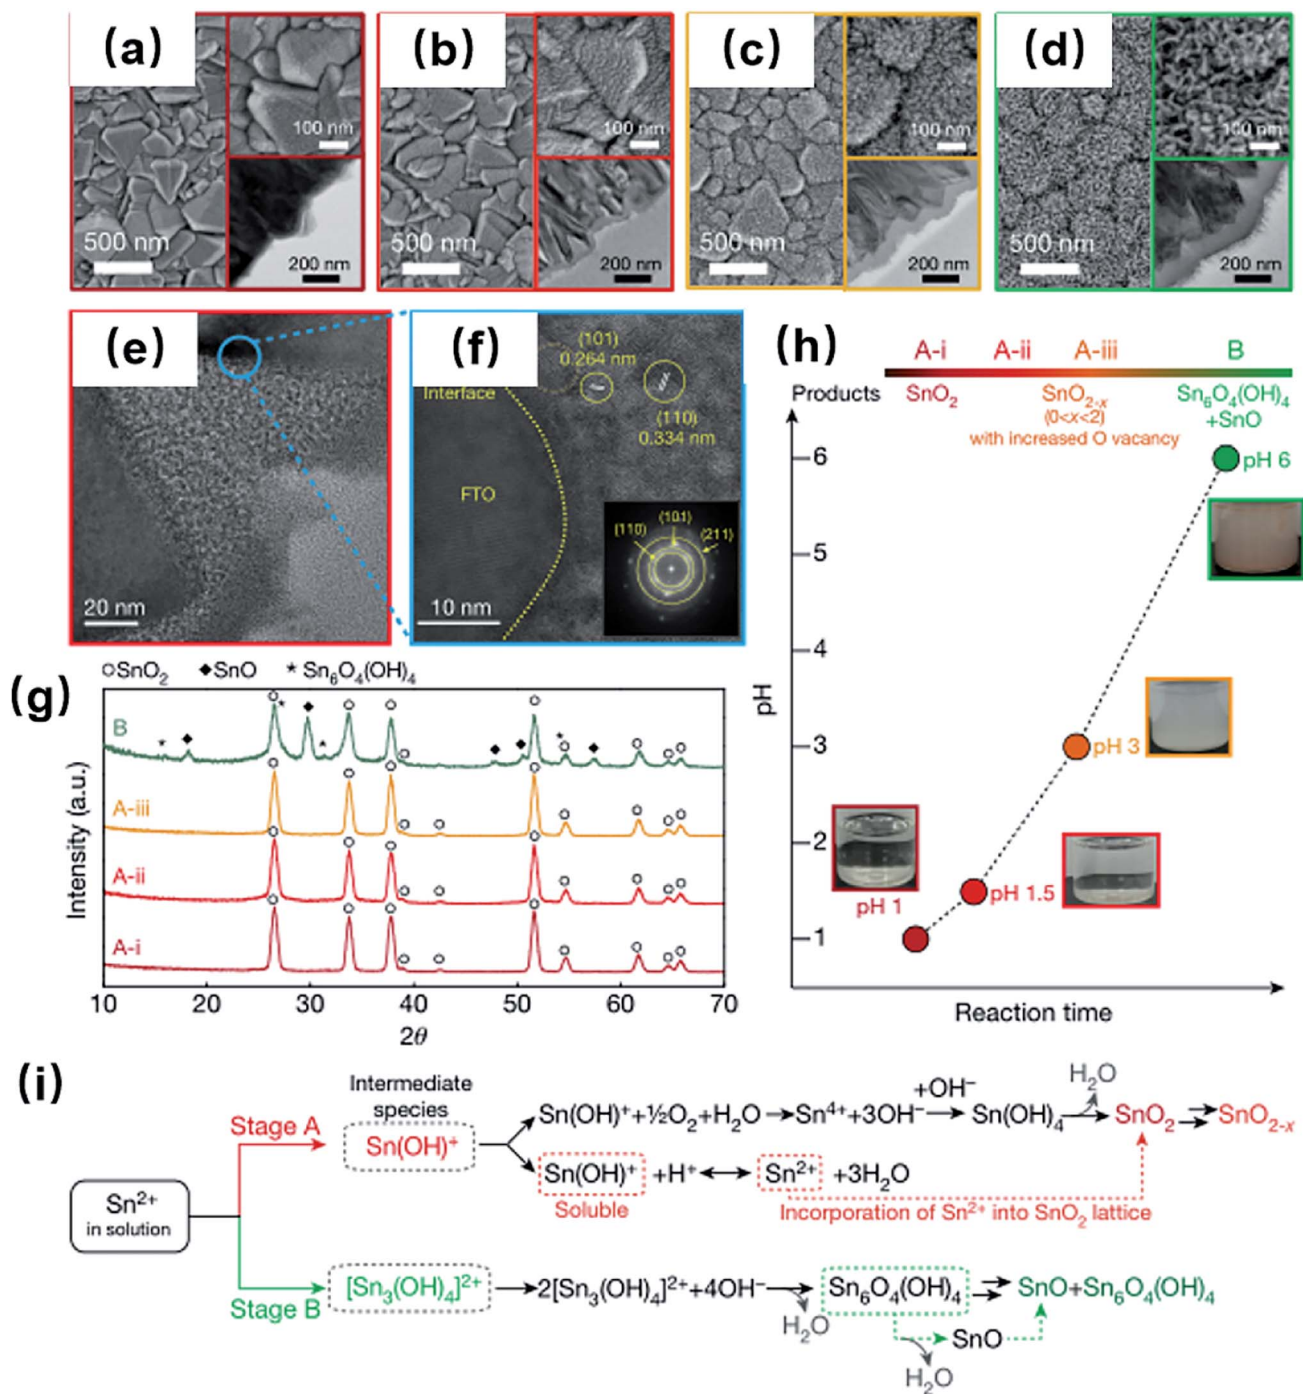 (a)
100 nm
500 nm
200 nm
(b)
100 nm
500 nm
200 nm
(c)
100 nm
500 nm
200 nm
(d)
100 nm
500 nm
200 nm
(e)
20 nm
(f)
(101)
0.264 nm
Interface
(110)
0.334 nm
FTO
(110)
(101)
(211)
10 nm
(g)
SnO₂ SnO Sn₆O₄(OH)₄
B
A-iii
A-ii
A-i
Intensity (a.u.)
10 20 30 40 50 60 70
2θ
(h)
A-i A-ii A-iii B
Products SnO₂ SnO₂₋ₓ Sn₆O₄(OH)₄
(0<x<2) +SnO
with increased O vacancy
6
5
4
3
2
1
pH
pH 6
pH 3
pH 1.5
pH 1
Reaction time
(i)
Sn²⁺
in solution
Stage A
Intermediate
species
Sn(OH)⁺
Sn(OH)⁺+½O₂+H₂O→Sn⁴⁺+3OH⁻ +OH⁻ → Sn(OH)₄ → H₂O SnO₂ → SnO₂₋ₓ
Sn(OH)⁺ +H⁺ ↔ Sn²⁺ +3H₂O
Soluble
Incorporation of Sn²⁺ into SnO₂ lattice
Stage B
[Sn₃(OH)₄]²⁺ → 2[Sn₃(OH)₄]²⁺+4OH⁻ → Sn₆O₄(OH)₄ → SnO+Sn₆O₄(OH)₄
H₂O
SnO
H₂O